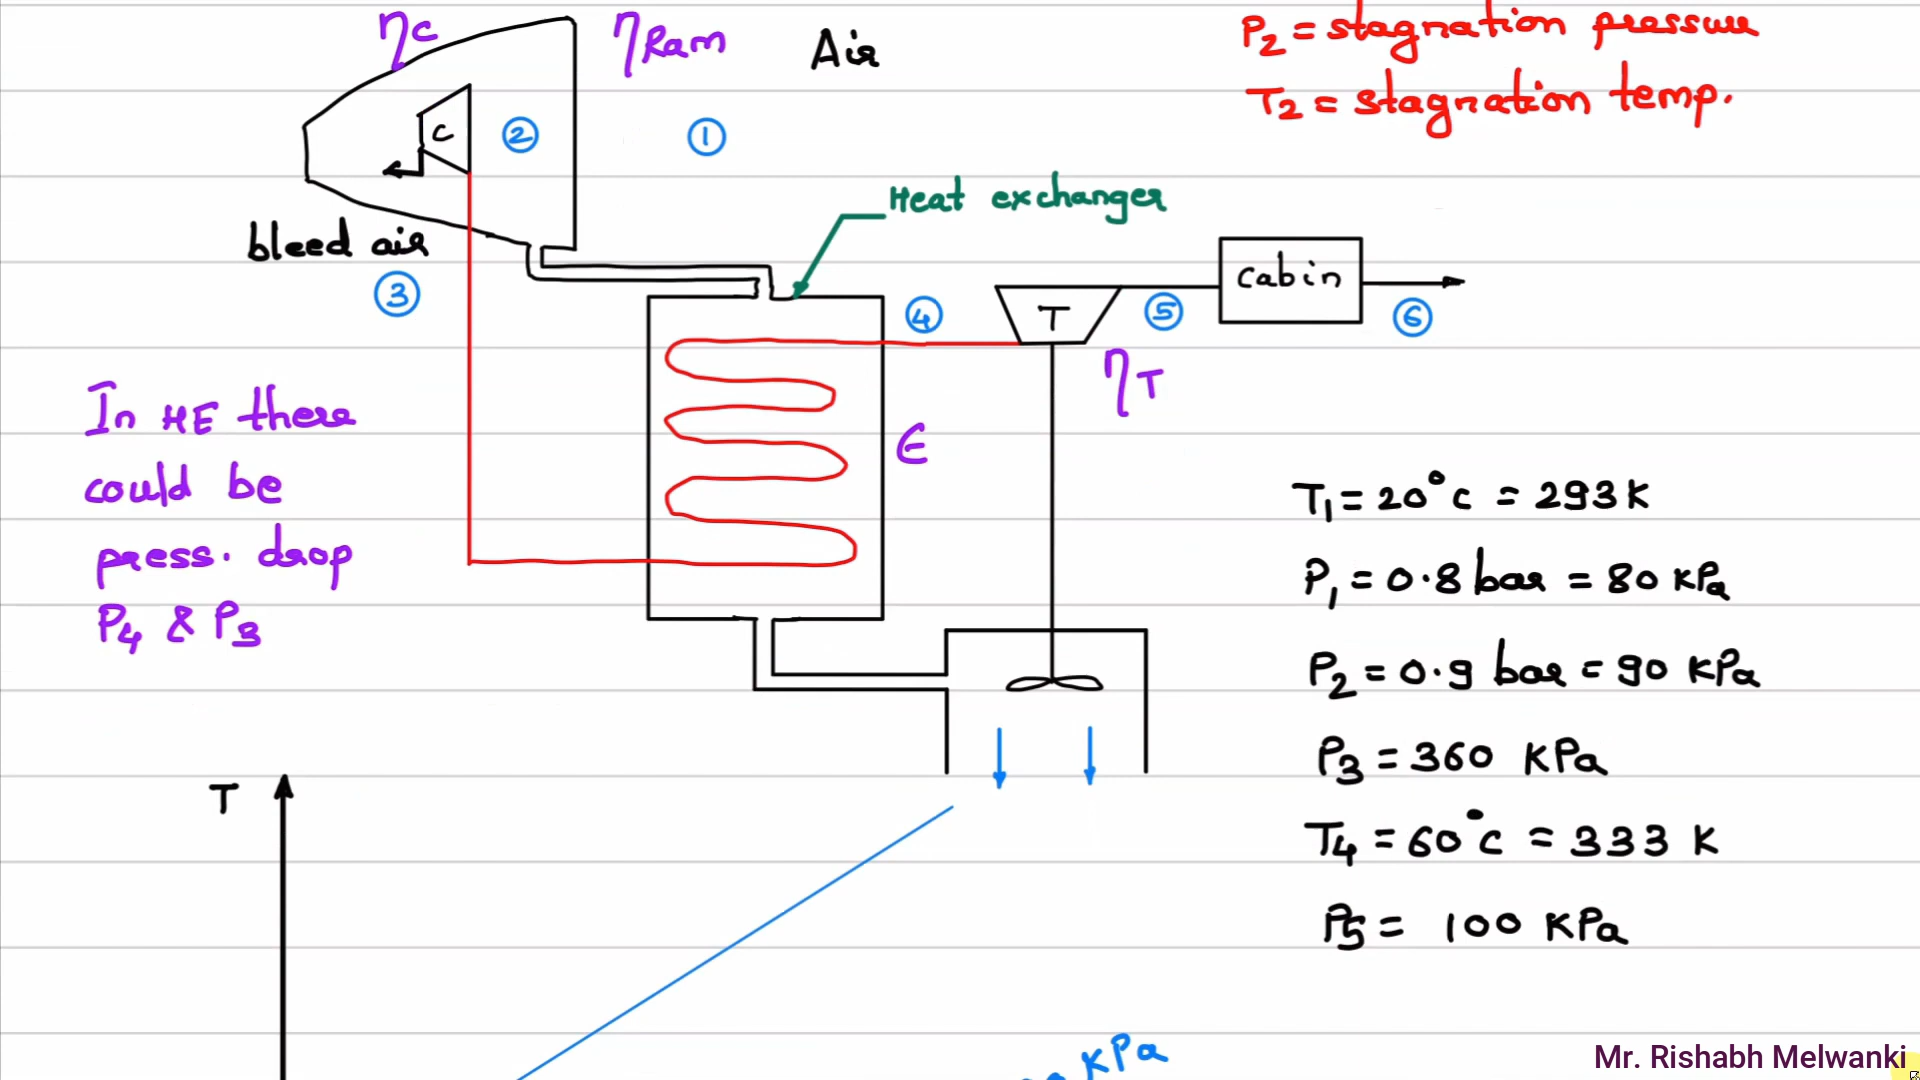 ηc
ηRam
Air
P2 = stagnation pressure
T2 = stagnation temp.
C
②
①
Heat exchanger
bleed air
③
④
T
⑤
cabin
⑥
ηT
In HE there
could be
press. drop
P4 & P3
ϵ
T1 = 20°C = 293 K
P1 = 0.8 bar = 80 KPa
P2 = 0.9 bar = 90 KPa
P3 = 360 KPa
T4 = 60°C = 333 K
P5 = 100 KPa
T
KPa
Mr. Rishabh Melwanki